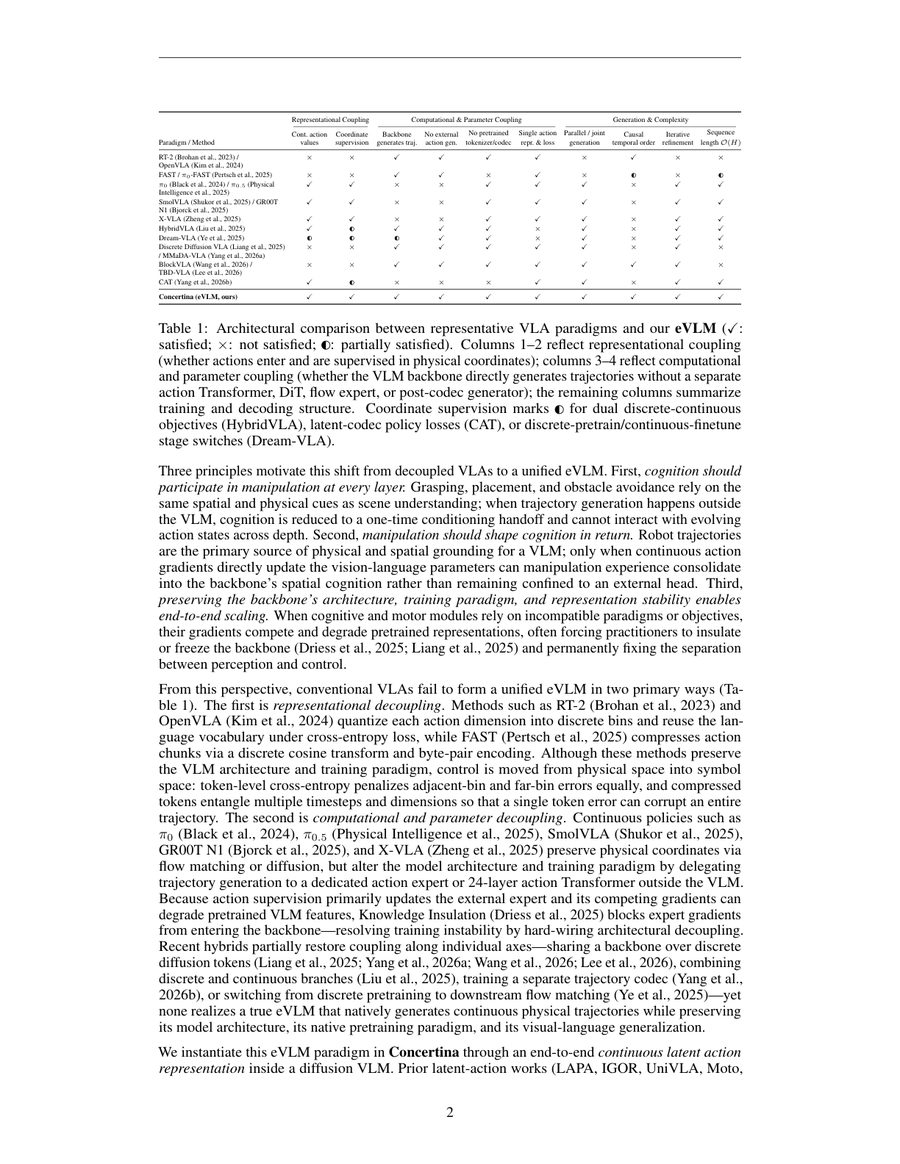 Representational Coupling Computational & Parameter Coupling Generation & Complexity
Paradigm / Method Cont. action values Coordinate supervision Backbone generates traj. No external action gen. No pretrained tokenizer/codec Single action repr. & loss Parallel / joint generation Causal temporal order Iterative refinement Sequence length O(H)
RT-2 (Brohan et al., 2023) / OpenVLA (Kim et al., 2024) × × ✓ ✓ ✓ ✓ × ✓ × ×
FAST / π₀-FAST (Pertsch et al., 2025) × × ✓ ✓ × ✓ × ◐ × ◐
π₀ (Black et al., 2024) / π₀.₅ (Physical Intelligence et al., 2025) ✓ ✓ × × ✓ ✓ ✓ × ✓ ✓
SmolVLA (Shukor et al., 2025) / GR00T N1 (Bjorck et al., 2025) ✓ ✓ × × ✓ ✓ ✓ × ✓ ✓
X-VLA (Zheng et al., 2025) ✓ ✓ × × ✓ ✓ ✓ × ✓ ✓
HybridVLA (Liu et al., 2025) ✓ ◐ ✓ ✓ ✓ × ✓ × ✓ ✓
Dream-VLA (Ye et al., 2025) ◐ ◐ ◐ ✓ ✓ × ✓ × ✓ ✓
Discrete Diffusion VLA (Liang et al., 2025) / MMaDA-VLA (Yang et al., 2026a) × × ✓ ✓ ✓ ✓ ✓ × ✓ ×
BlockVLA (Wang et al., 2026) / TBD-VLA (Lee et al., 2026) × × ✓ ✓ ✓ ✓ ✓ ✓ ✓ ×
CAT (Yang et al., 2026b) ✓ ◐ × × × ✓ ✓ × ✓ ✓
Concertina (eVLM, ours) ✓ ✓ ✓ ✓ ✓ ✓ ✓ ✓ ✓ ✓
Table 1: Architectural comparison between representative VLA paradigms and our eVLM (✓:
satisfied; ×: not satisfied; ◐: partially satisfied). Columns 1–2 reflect representational coupling
(whether actions enter and are supervised in physical coordinates); columns 3–4 reflect computational
and parameter coupling (whether the VLM backbone directly generates trajectories without a separate
action Transformer, DiT, flow expert, or post-codec generator); the remaining columns summarize
training and decoding structure. Coordinate supervision marks ◐ for dual discrete-continuous
objectives (HybridVLA), latent-codec policy losses (CAT), or discrete-pretrain/continuous-finetune
stage switches (Dream-VLA).
Three principles motivate this shift from decoupled VLAs to a unified eVLM. First, cognition should
participate in manipulation at every layer. Grasping, placement, and obstacle avoidance rely on the
same spatial and physical cues as scene understanding; when trajectory generation happens outside
the VLM, cognition is reduced to a one-time conditioning handoff and cannot interact with evolving
action states across depth. Second, manipulation should shape cognition in return. Robot trajectories
are the primary source of physical and spatial grounding for a VLM; only when continuous action
gradients directly update the vision-language parameters can manipulation experience consolidate
into the backbone's spatial cognition rather than remaining confined to an external head. Third,
preserving the backbone's architecture, training paradigm, and representation stability enables
end-to-end scaling. When cognitive and motor modules rely on incompatible paradigms or objectives,
their gradients compete and degrade pretrained representations, often forcing practitioners to insulate
or freeze the backbone (Driess et al., 2025; Liang et al., 2025) and permanently fixing the separation
between perception and control.
From this perspective, conventional VLAs fail to form a unified eVLM in two primary ways (Ta-
ble 1). The first is representational decoupling. Methods such as RT-2 (Brohan et al., 2023) and
OpenVLA (Kim et al., 2024) quantize each action dimension into discrete bins and reuse the lan-
guage vocabulary under cross-entropy loss, while FAST (Pertsch et al., 2025) compresses action
chunks via a discrete cosine transform and byte-pair encoding. Although these methods preserve
the VLM architecture and training paradigm, control is moved from physical space into symbol
space: token-level cross-entropy penalizes adjacent-bin and far-bin errors equally, and compressed
tokens entangle multiple timesteps and dimensions so that a single token error can corrupt an entire
trajectory. The second is computational and parameter decoupling. Continuous policies such as
π₀ (Black et al., 2024), π₀.₅ (Physical Intelligence et al., 2025), SmolVLA (Shukor et al., 2025),
GR00T N1 (Bjorck et al., 2025), and X-VLA (Zheng et al., 2025) preserve physical coordinates via
flow matching or diffusion, but alter the model architecture and training paradigm by delegating
trajectory generation to a dedicated action expert or 24-layer action Transformer outside the VLM.
Because action supervision primarily updates the external expert and its competing gradients can
degrade pretrained VLM features, Knowledge Insulation (Driess et al., 2025) blocks expert gradients
from entering the backbone—resolving training instability by hard-wiring architectural decoupling.
Recent hybrids partially restore coupling along individual axes—sharing a backbone over discrete
diffusion tokens (Liang et al., 2025; Yang et al., 2026a; Wang et al., 2026; Lee et al., 2026), combining
discrete and continuous branches (Liu et al., 2025), training a separate trajectory codec (Yang et al.,
2026b), or switching from discrete pretraining to downstream flow matching (Ye et al., 2025)—yet
none realizes a true eVLM that natively generates continuous physical trajectories while preserving
its model architecture, its native pretraining paradigm, and its visual-language generalization.
We instantiate this eVLM paradigm in Concertina through an end-to-end continuous latent action
representation inside a diffusion VLM. Prior latent-action works (LAPA, IGOR, UniVLA, Moto,
2